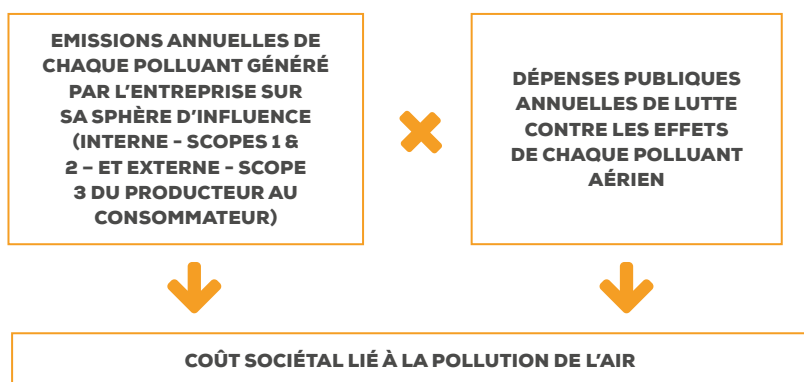 EMISSIONS ANNUELLES DE
CHAQUE POLLUANT GÉNÉRÉ
PAR L'ENTREPRISE SUR
SA SPHÈRE D'INFLUENCE
(INTERNE - SCOPES 1 &
2 – ET EXTERNE - SCOPE
3 DU PRODUCTEUR AU
CONSOMMATEUR)
DÉPENSES PUBLIQUES
ANNUELLES DE LUTTE
CONTRE LES EFFETS
DE CHAQUE POLLUANT
AÉRIEN
COÛT SOCIÉTAL LIÉ À LA POLLUTION DE L'AIR